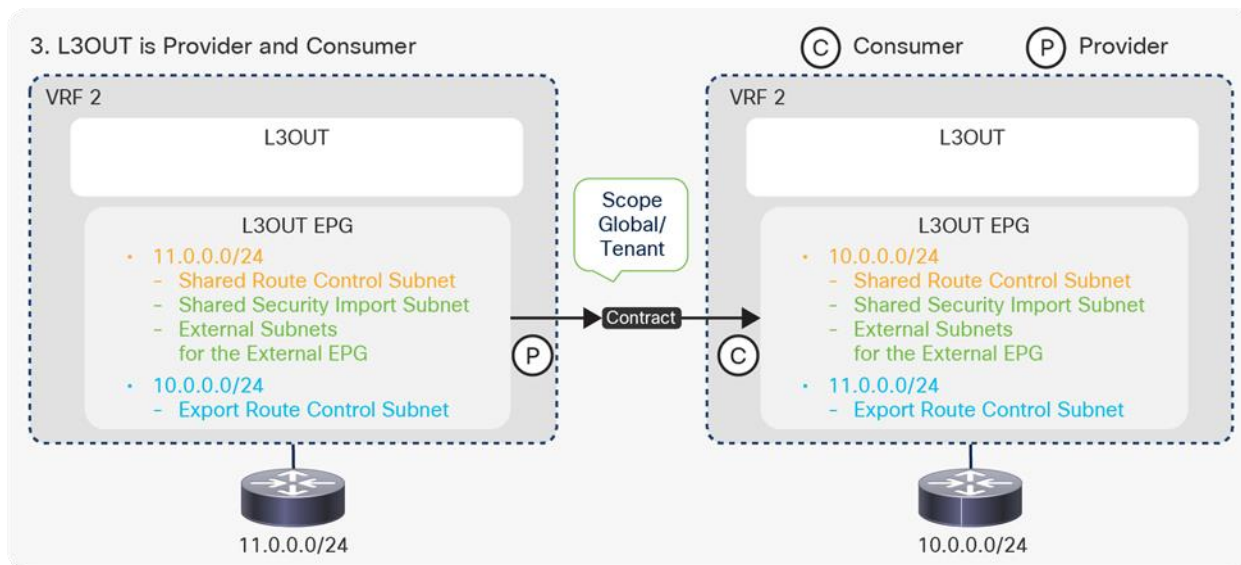 3. L3OUT is Provider and Consumer
C Consumer
P Provider
VRF 2
L3OUT
L3OUT EPG
• 11.0.0.0/24
- Shared Route Control Subnet
- Shared Security Import Subnet
- External Subnets
for the External EPG
• 10.0.0.0/24
- Export Route Control Subnet
P
11.0.0.0/24
Scope
Global/
Tenant
Contract
VRF 2
L3OUT
L3OUT EPG
• 10.0.0.0/24
- Shared Route Control Subnet
- Shared Security Import Subnet
- External Subnets
for the External EPG
• 11.0.0.0/24
- Export Route Control Subnet
C
10.0.0.0/24